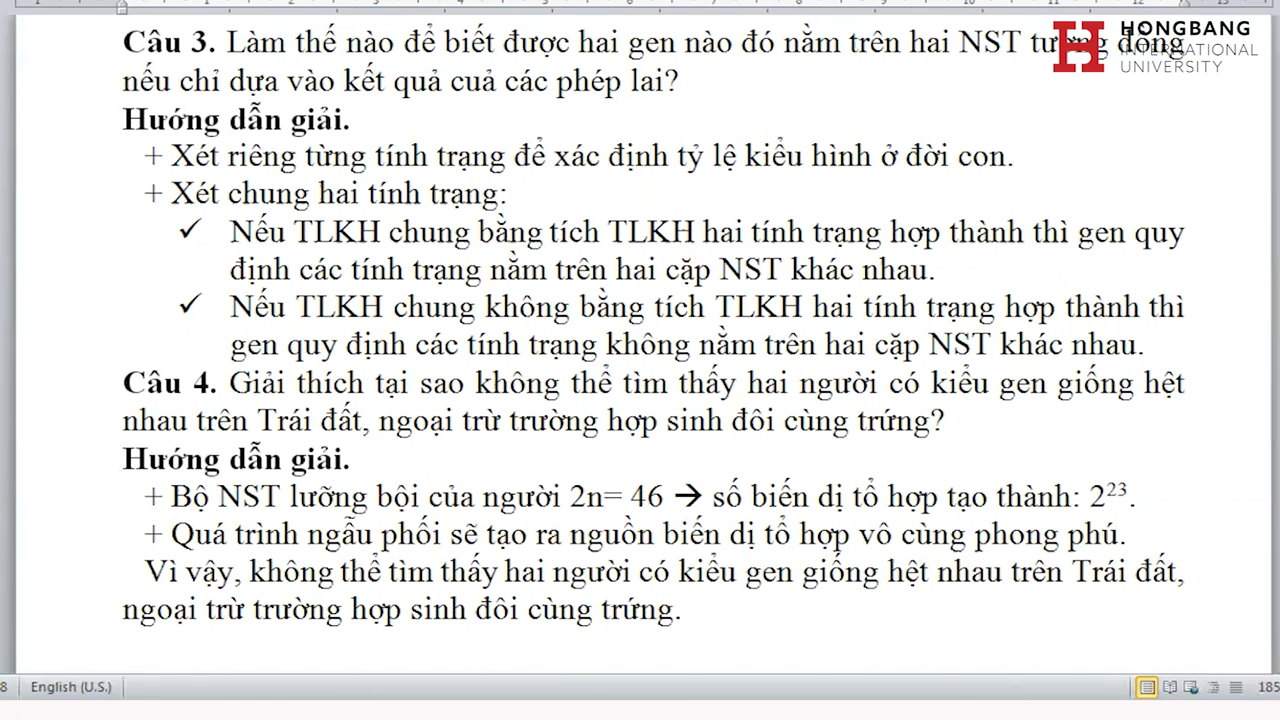 HONGBANG
INTERNATIONAL
UNIVERSITY
Câu 3. Làm thế nào để biết được hai gen nào đó nằm trên hai NST tương đồng
nếu chỉ dựa vào kết quả cuả các phép lai?
Hướng dẫn giải.
+ Xét riêng từng tính trạng để xác định tỷ lệ kiểu hình ở đời con.
+ Xét chung hai tính trạng:
✓ Nếu TLKH chung bằng tích TLKH hai tính trạng hợp thành thì gen quy
định các tính trạng nằm trên hai cặp NST khác nhau.
✓ Nếu TLKH chung không bằng tích TLKH hai tính trạng hợp thành thì
gen quy định các tính trạng không nằm trên hai cặp NST khác nhau.
Câu 4. Giải thích tại sao không thể tìm thấy hai người có kiểu gen giống hệt
nhau trên Trái đất, ngoại trừ trường hợp sinh đôi cùng trứng?
Hướng dẫn giải.
+ Bộ NST lưỡng bội của người 2n= 46 → số biến dị tổ hợp tạo thành: 2²³.
+ Quá trình ngẫu phối sẽ tạo ra nguồn biến dị tổ hợp vô cùng phong phú.
Vì vậy, không thể tìm thấy hai người có kiểu gen giống hệt nhau trên Trái đất,
ngoại trừ trường hợp sinh đôi cùng trứng.
8 English (U.S.) 185